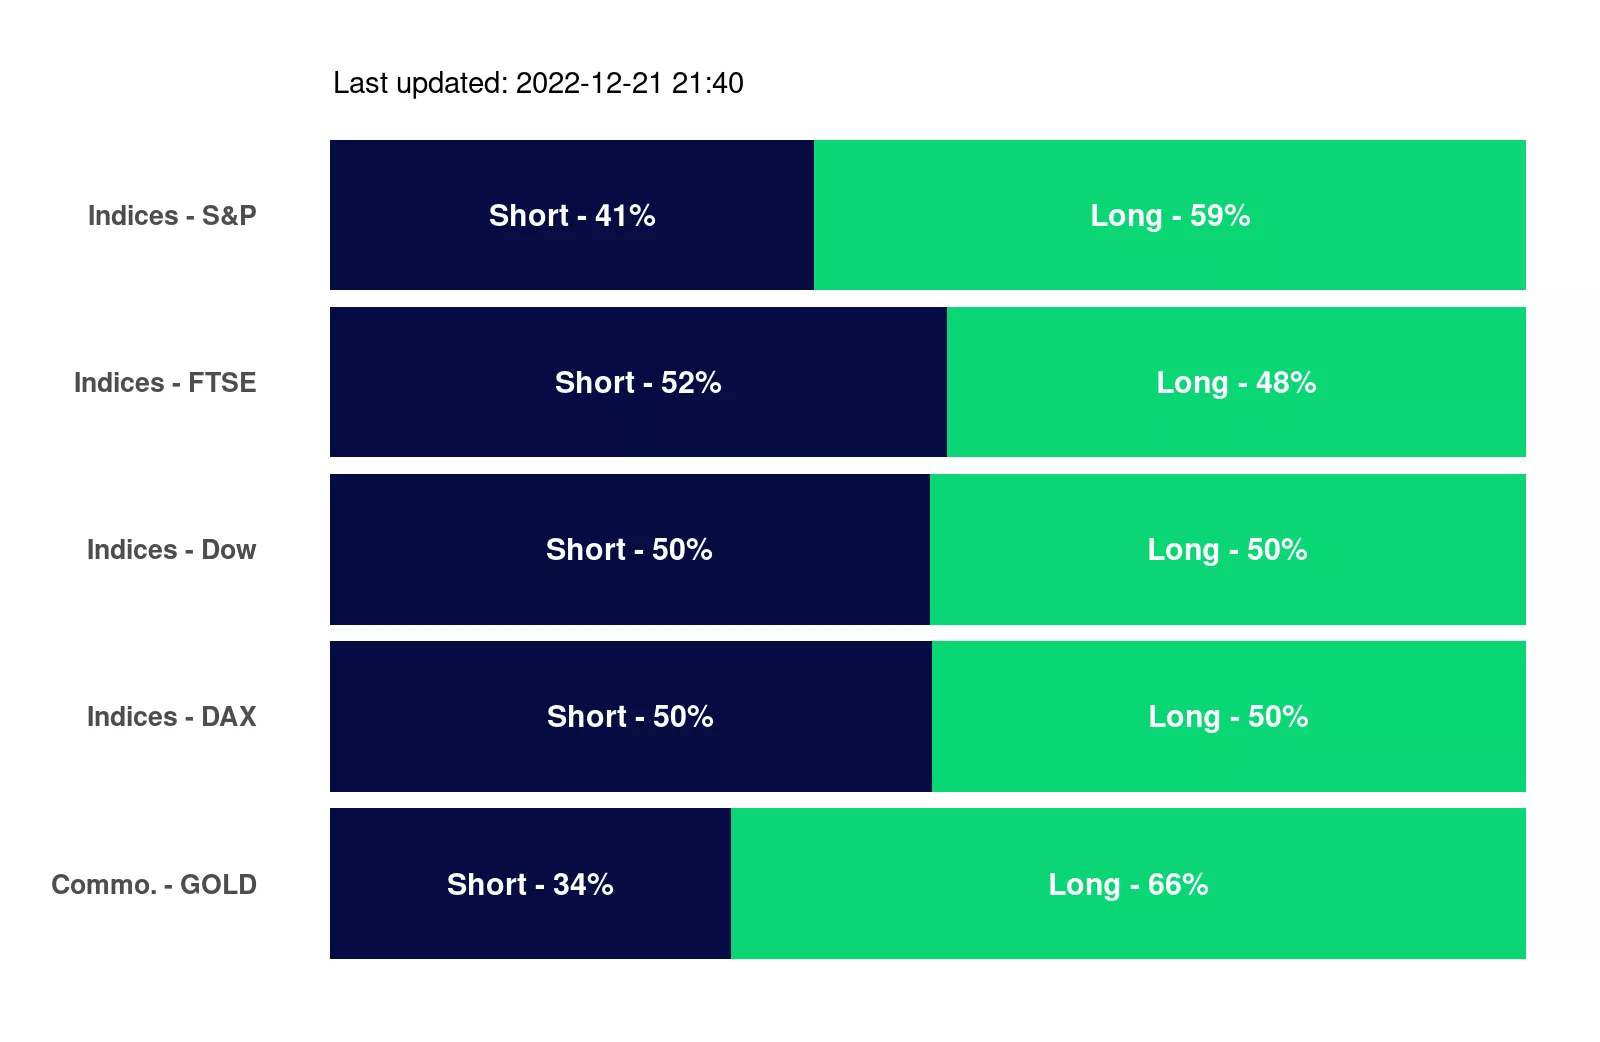 Last updated: 2022-12-21 21:40
Indices - S&P Short - 41% Long - 59%
Indices - FTSE Short - 52% Long - 48%
Indices - Dow Short - 50% Long - 50%
Indices - DAX Short - 50% Long - 50%
Commo. - GOLD Short - 34% Long - 66%